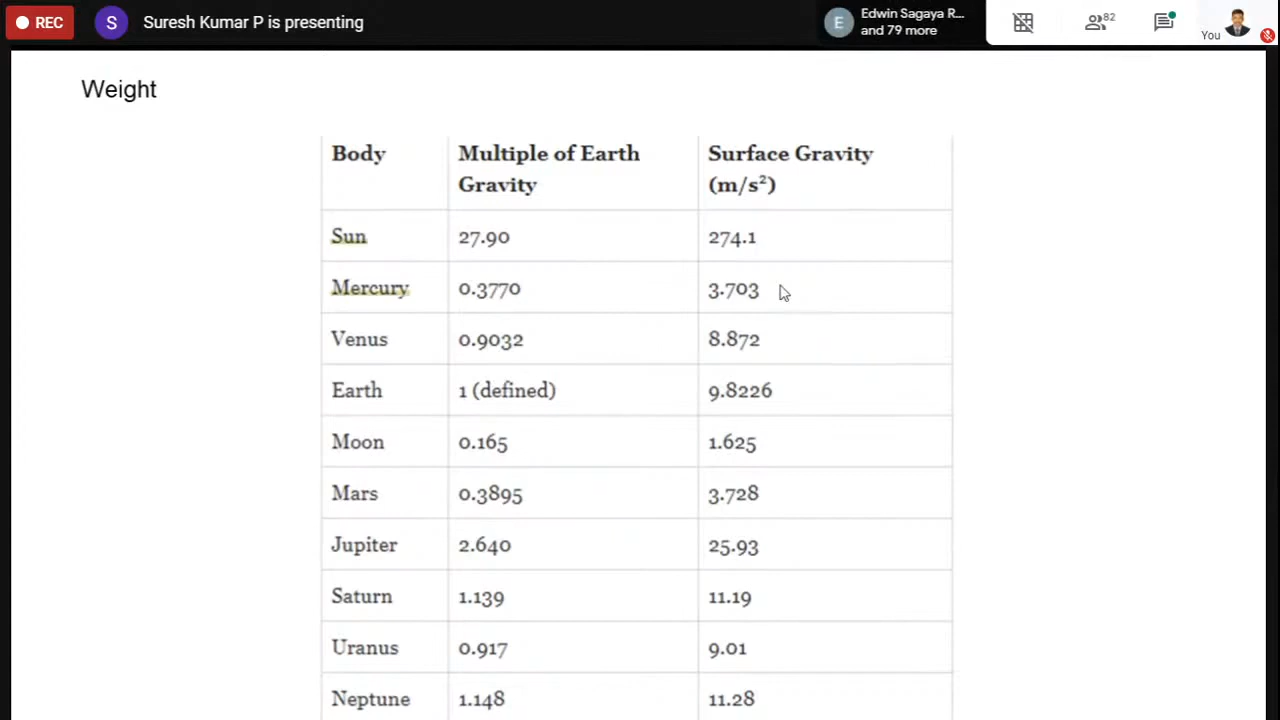 REC
S
Suresh Kumar P is presenting
E
Edwin Sagaya R...
and 79 more
82
You
Weight
Body
Multiple of Earth Gravity
Surface Gravity (m/s²)
Sun 27.90 274.1
Mercury 0.3770 3.703
Venus 0.9032 8.872
Earth 1 (defined) 9.8226
Moon 0.165 1.625
Mars 0.3895 3.728
Jupiter 2.640 25.93
Saturn 1.139 11.19
Uranus 0.917 9.01
Neptune 1.148 11.28